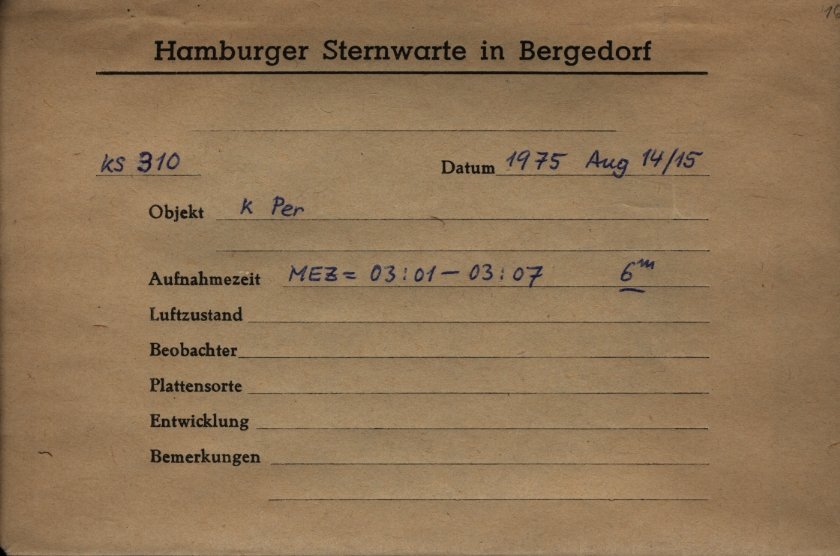 Hamburger Sternwarte in Bergedorf
KS 310 Datum 1975 Aug 14/15
Objekt K Per
Aufnahmezeit MEZ = 03:01 - 03:07 6ᵐ
Luftzustand
Beobachter
Plattensorte
Entwicklung
Bemerkungen